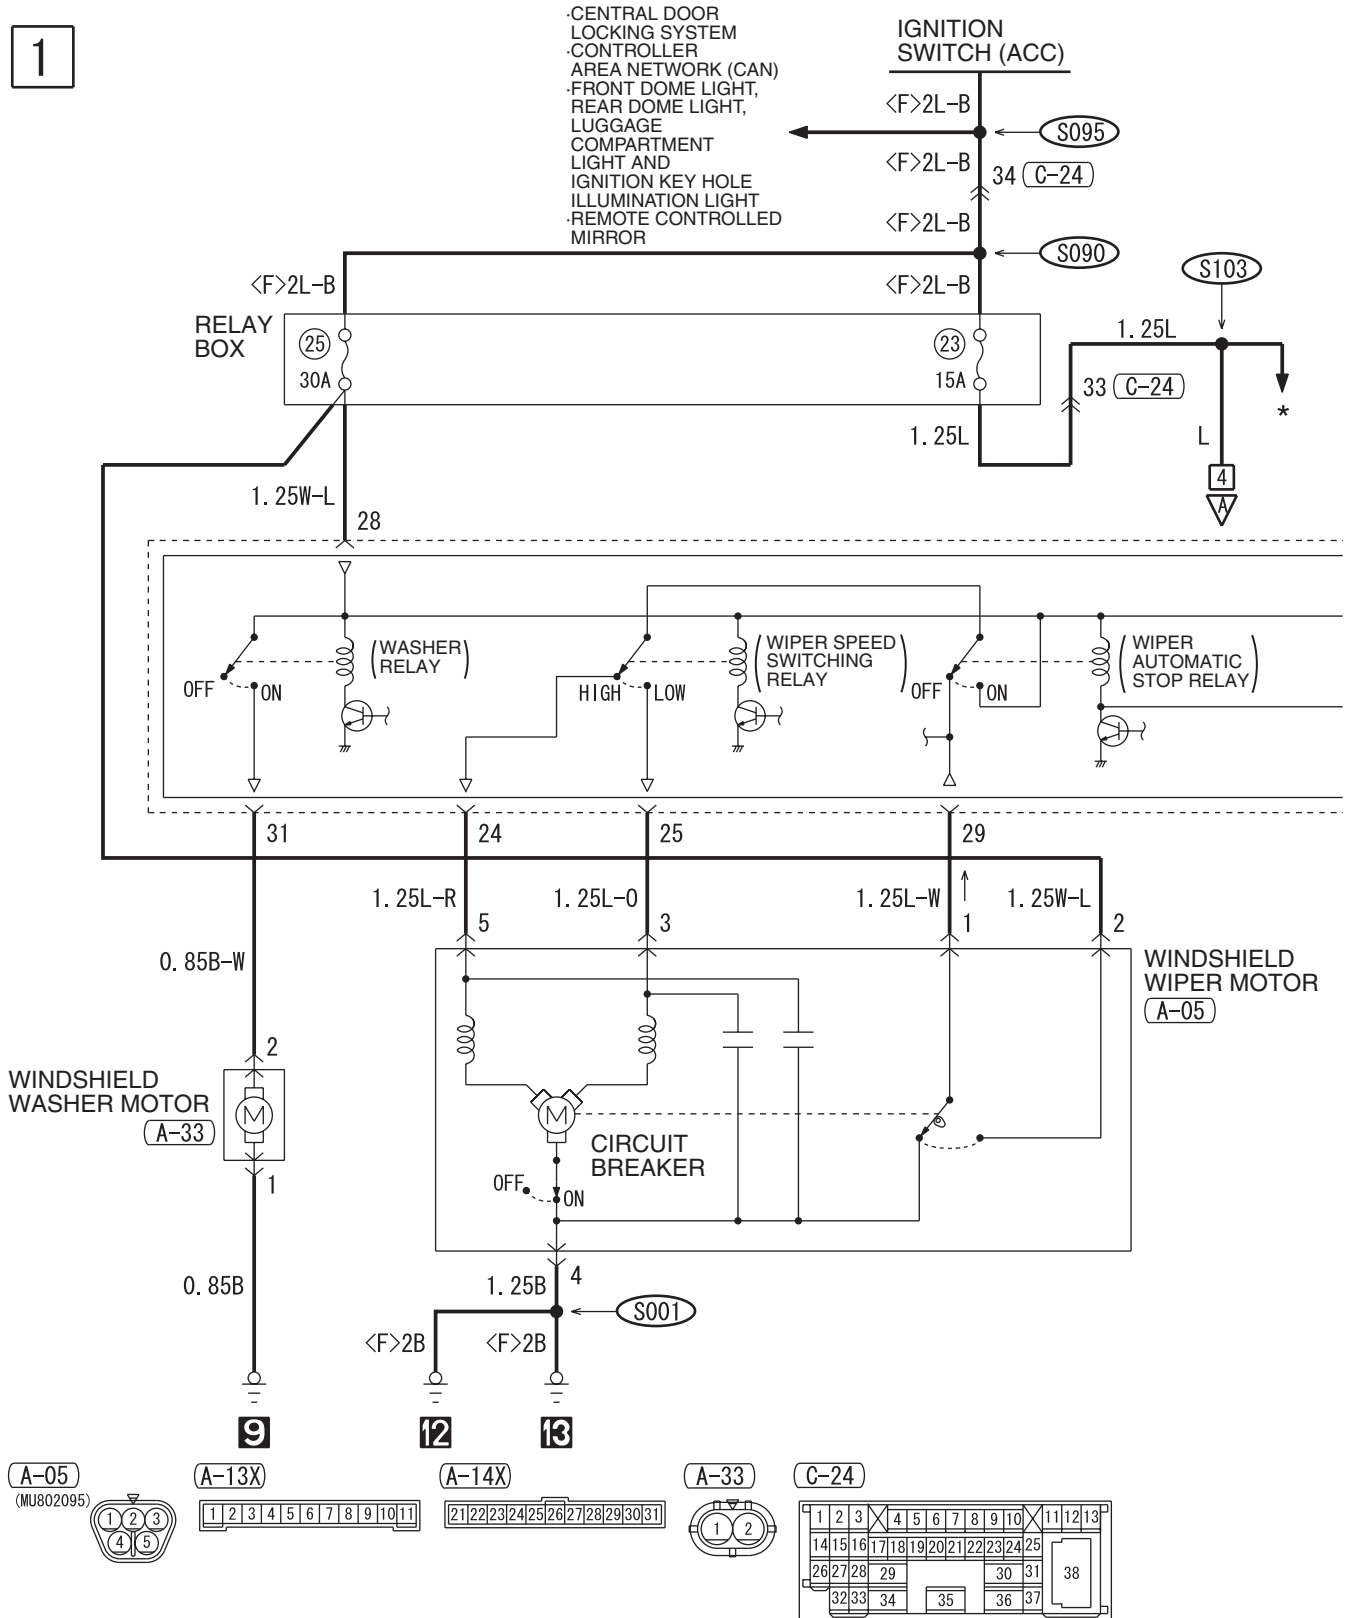 1
·CENTRAL DOOR
LOCKING SYSTEM
·CONTROLLER
AREA NETWORK (CAN)
·FRONT DOME LIGHT,
REAR DOME LIGHT,
LUGGAGE
COMPARTMENT
LIGHT AND
IGNITION KEY HOLE
ILLUMINATION LIGHT
·REMOTE CONTROLLED
MIRROR
IGNITION
SWITCH (ACC)
<F>2L-B
S095
<F>2L-B
34 C-24
<F>2L-B
S090
<F>2L-B
<F>2L-B
S103
RELAY
BOX
25
30A
23
15A
1.25L
33 C-24
*
1.25L
L
4
A
1.25W-L
28
(WASHER
RELAY)
OFF
ON
(WIPER SPEED
SWITCHING
RELAY)
HIGH
LOW
OFF
ON
(WIPER
AUTOMATIC
STOP RELAY)
31
24
25
29
1.25L-R
1.25L-O
1.25L-W
1.25W-L
5
3
1
2
0.85B-W
WINDSHIELD
WIPER MOTOR
A-05
2
WINDSHIELD
WASHER MOTOR
A-33
M
1
M
CIRCUIT
BREAKER
OFF
ON
0.85B
1.25B
4
S001
<F>2B
<F>2B
9
12
13
A-05
(MU802095)
1 2 3
4 5
A-13X
1 2 3 4 5 6 7 8 9 10 11
A-14X
21 22 23 24 25 26 27 28 29 30 31
A-33
1 2
C-24
1 2 3 4 5 6 7 8 9 10 11 12 13
14 15 16 17 18 19 20 21 22 23 24 25
26 27 28 29 30 31 38
32 33 34 35 36 37